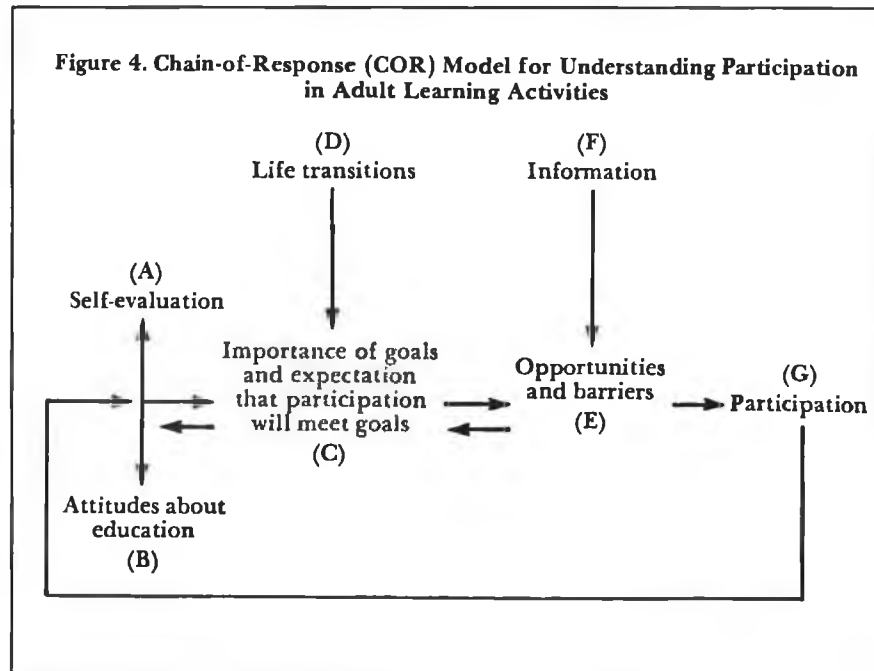 Figure 4. Chain-of-Response (COR) Model for Understanding Participation
in Adult Learning Activities
(D)
Life transitions
(F)
Information
(A)
Self-evaluation
Importance of goals
and expectation
that participation
will meet goals
(C)
Opportunities
and barriers
(E)
(G)
Participation
Attitudes about
education
(B)